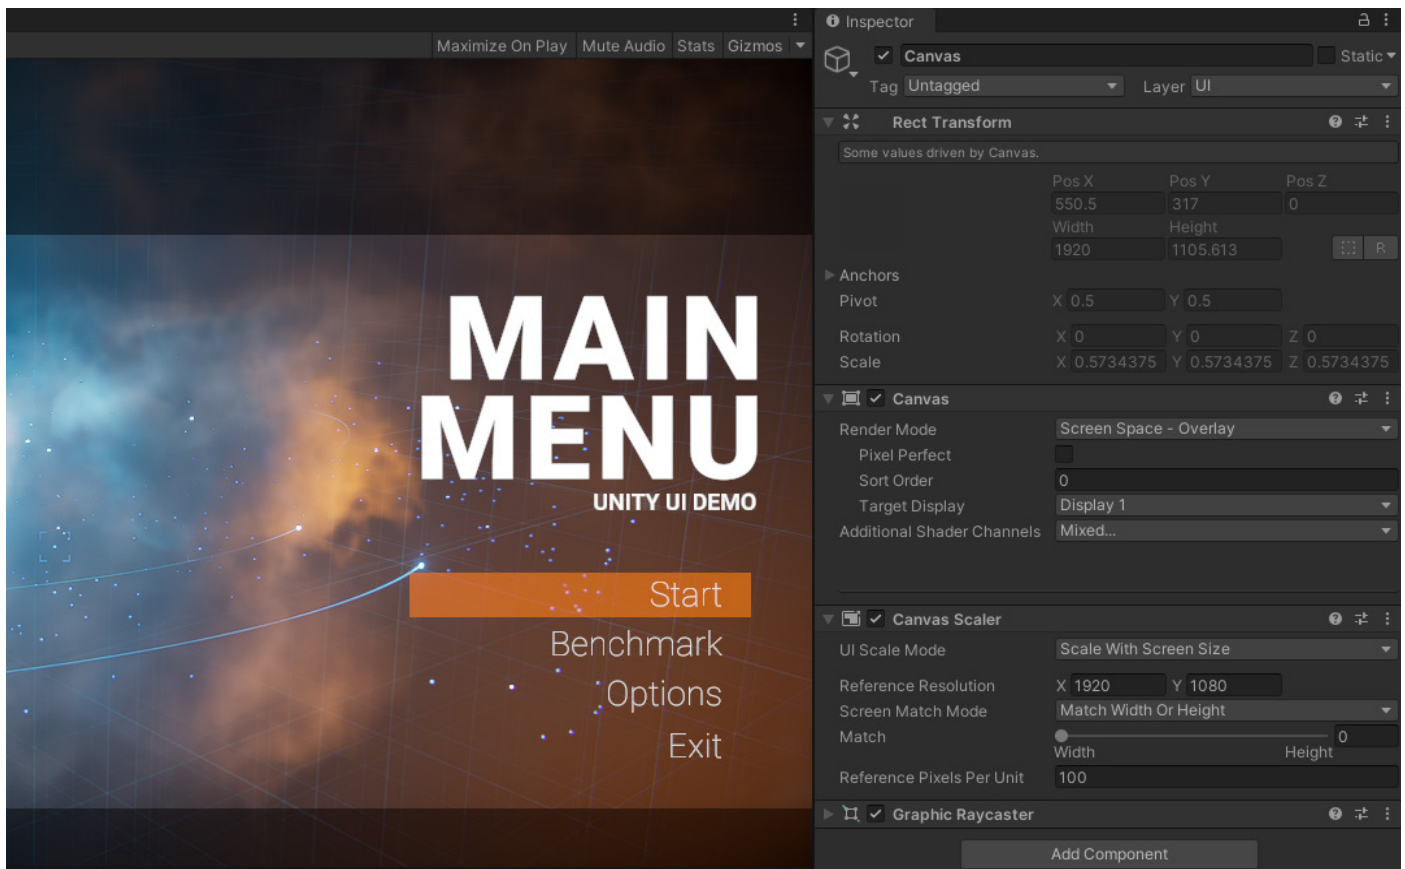 Maximize On Play Mute Audio Stats Gizmos
MAIN
MENU
UNITY UI DEMO
Start
Benchmark
Options
Exit
Inspector
Canvas Static
Tag Untagged Layer UI
Rect Transform
Some values driven by Canvas.
Pos X Pos Y Pos Z
550.5 317 0
Width Height
1920 1105.613 R
Anchors
Pivot X 0.5 Y 0.5
Rotation X 0 Y 0 Z 0
Scale X 0.5734375 Y 0.5734375 Z 0.5734375
Canvas
Render Mode Screen Space - Overlay
Pixel Perfect
Sort Order 0
Target Display Display 1
Additional Shader Channels Mixed...
Canvas Scaler
UI Scale Mode Scale With Screen Size
Reference Resolution X 1920 Y 1080
Screen Match Mode Match Width Or Height
Match 0
Width Height
Reference Pixels Per Unit 100
Graphic Raycaster
Add Component